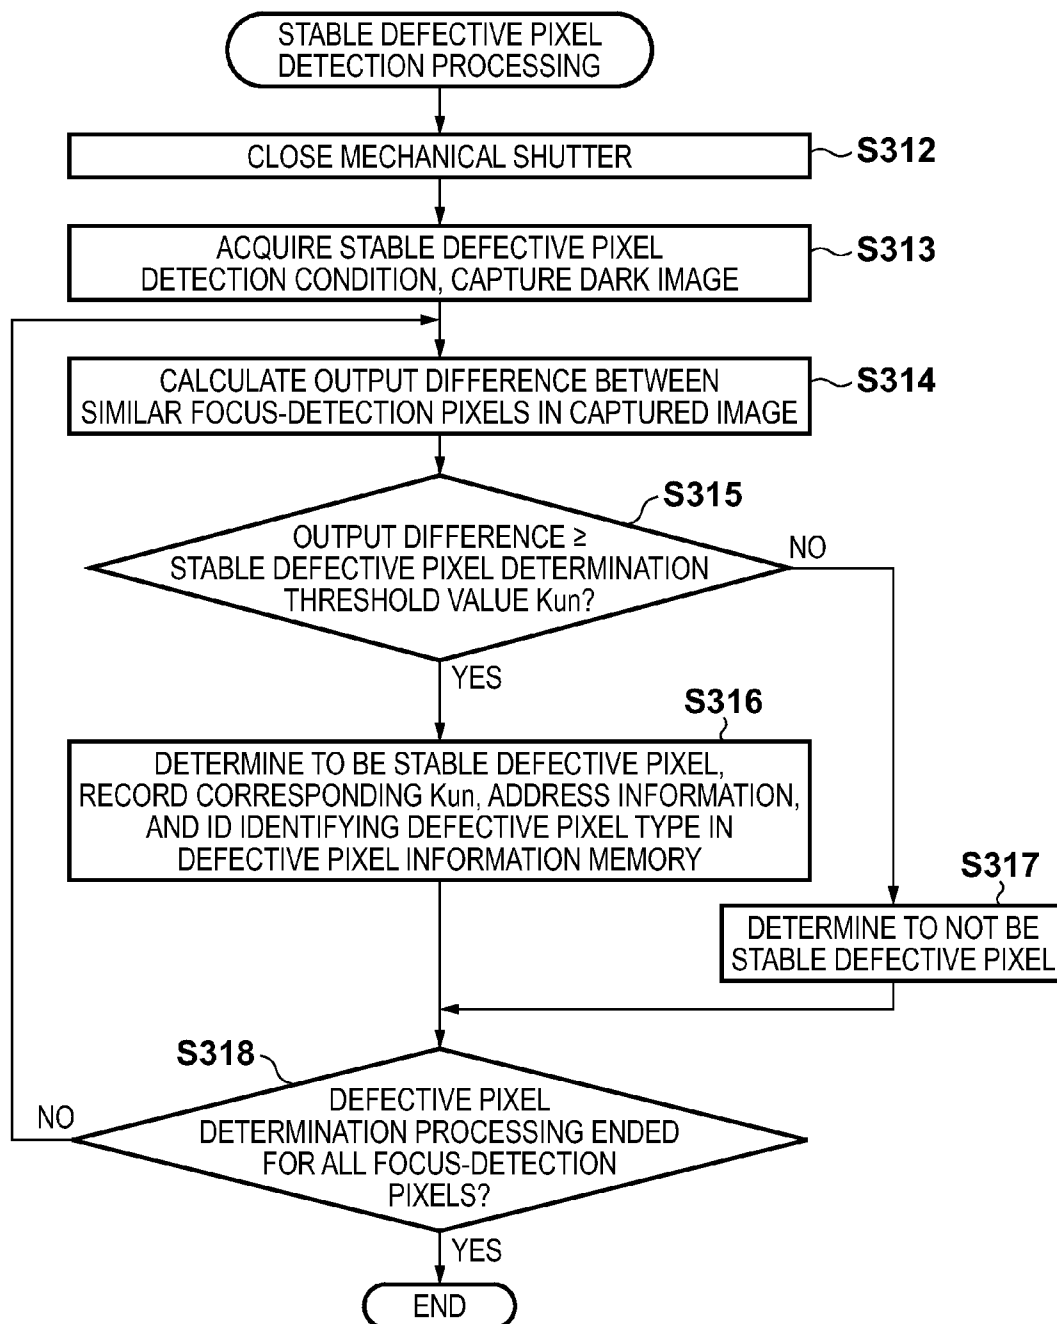 STABLE DEFECTIVE PIXEL
DETECTION PROCESSING
CLOSE MECHANICAL SHUTTER
S312
ACQUIRE STABLE DEFECTIVE PIXEL
DETECTION CONDITION, CAPTURE DARK IMAGE
S313
CALCULATE OUTPUT DIFFERENCE BETWEEN
SIMILAR FOCUS-DETECTION PIXELS IN CAPTURED IMAGE
S314
S315
OUTPUT DIFFERENCE ≥
STABLE DEFECTIVE PIXEL DETERMINATION
THRESHOLD VALUE Kun?
NO
YES
S316
DETERMINE TO BE STABLE DEFECTIVE PIXEL,
RECORD CORRESPONDING Kun, ADDRESS INFORMATION,
AND ID IDENTIFYING DEFECTIVE PIXEL TYPE IN
DEFECTIVE PIXEL INFORMATION MEMORY
S317
DETERMINE TO NOT BE
STABLE DEFECTIVE PIXEL
S318
DEFECTIVE PIXEL
DETERMINATION PROCESSING ENDED
FOR ALL FOCUS-DETECTION
PIXELS?
NO
YES
END